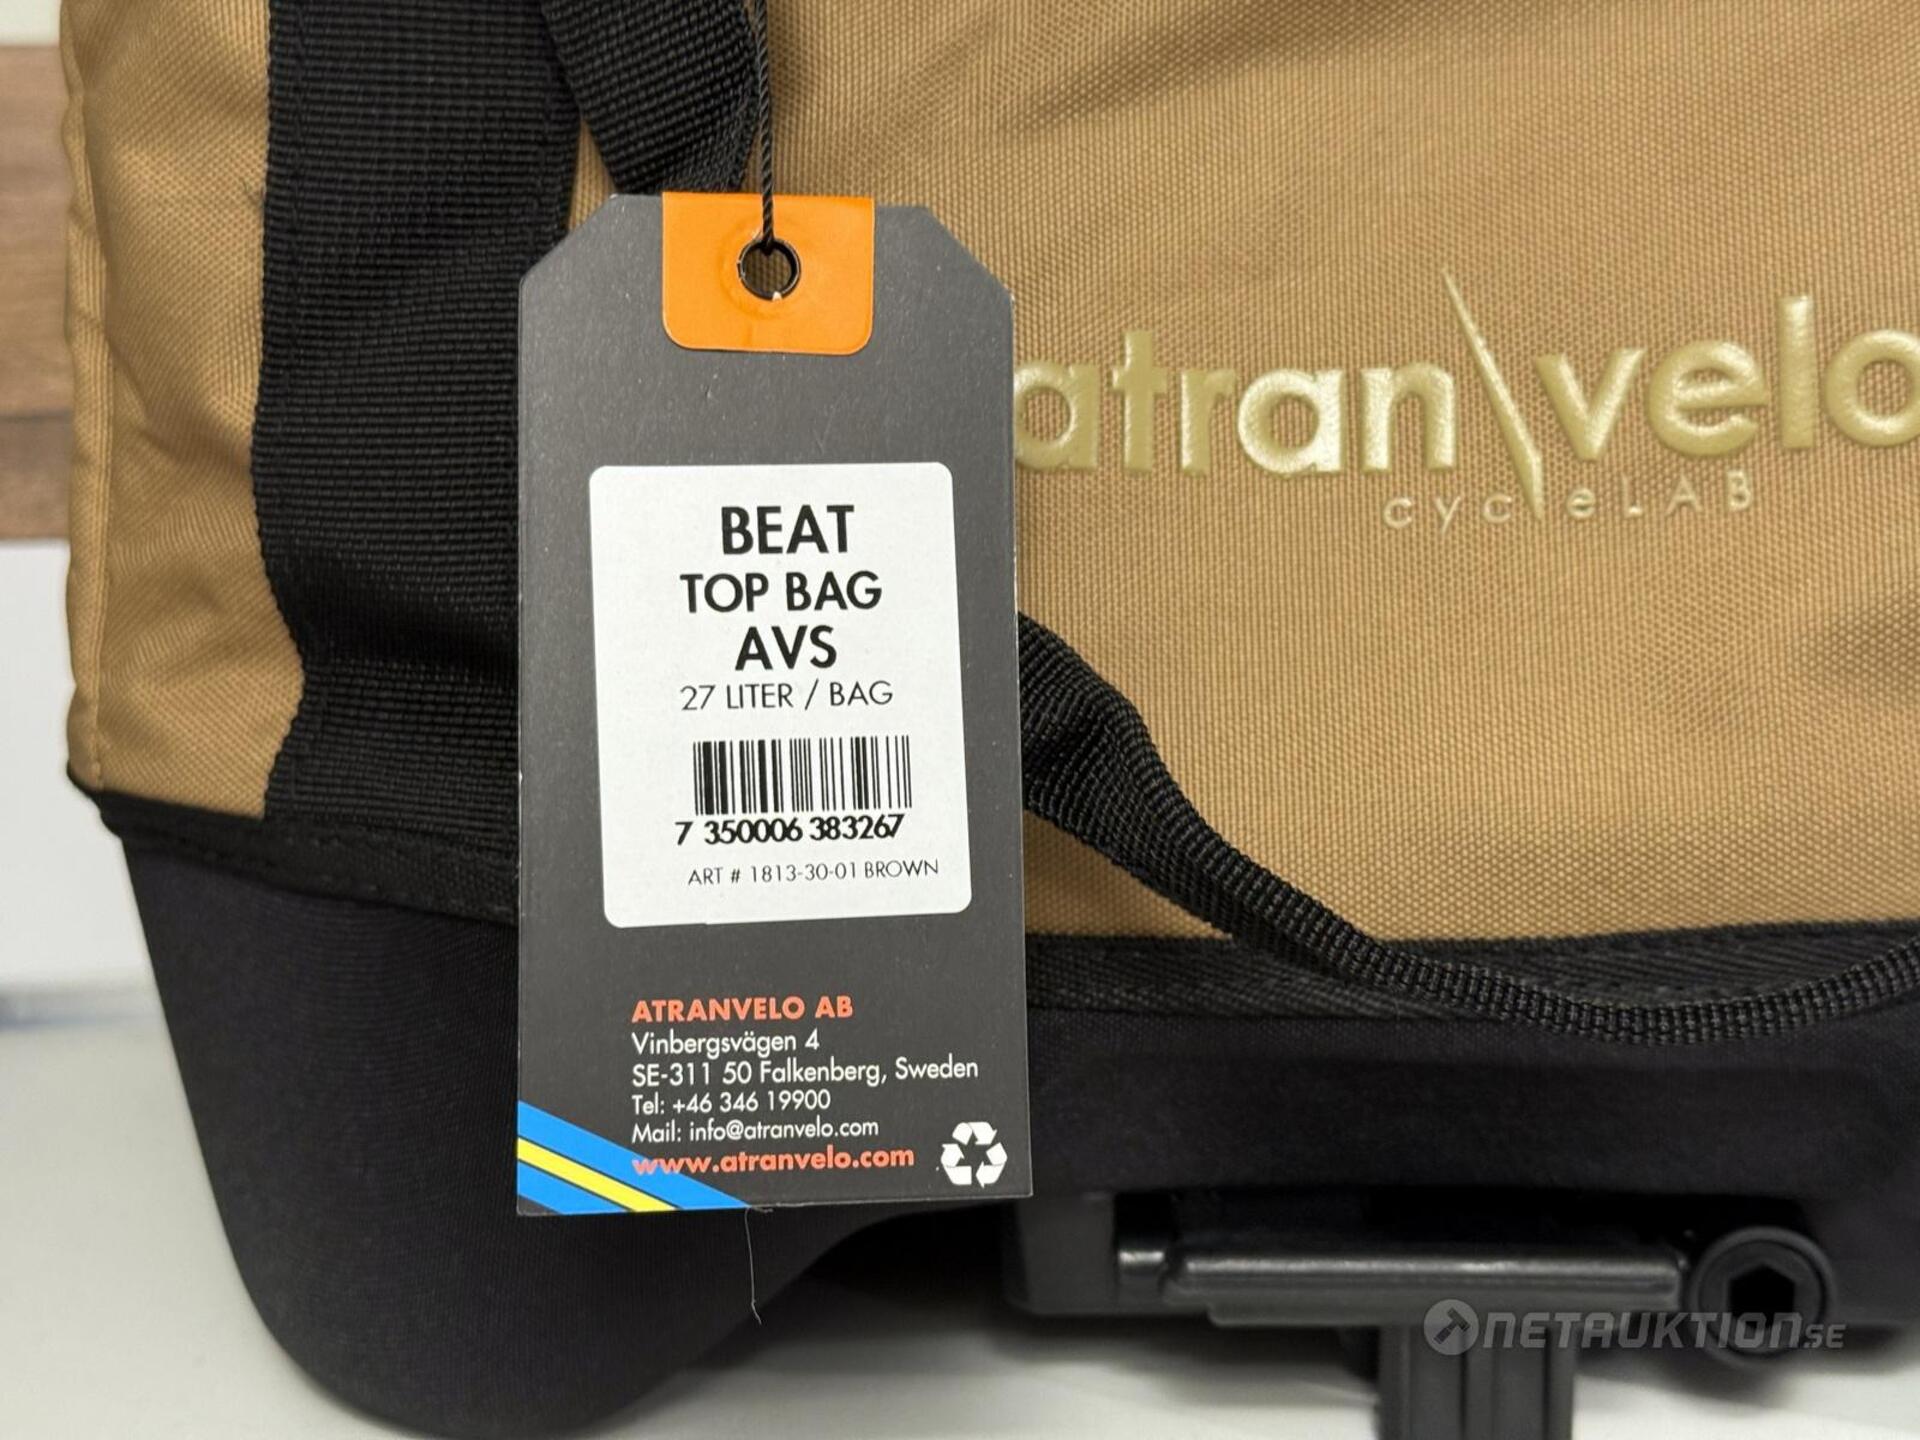 atran velo
cycleLAB
BEAT
TOP BAG
AVS
27 LITER / BAG
7 350006 383267
ART # 1813-30-01 BROWN
ATRANVELO AB
Vinbergsvägen 4
SE-311 50 Falkenberg, Sweden
Tel: +46 346 19900
Mail: info@atranvelo.com
www.atranvelo.com
NETAUKTION.SE